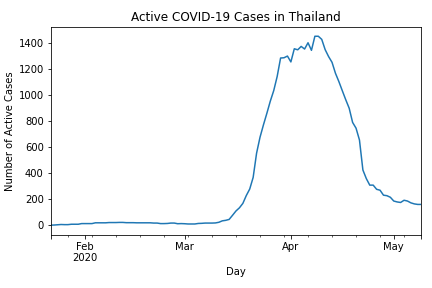 Active COVID-19 Cases in Thailand
Number of Active Cases
1400
1200
1000
800
600
400
200
0
Feb
2020
Mar
Apr
May
Day